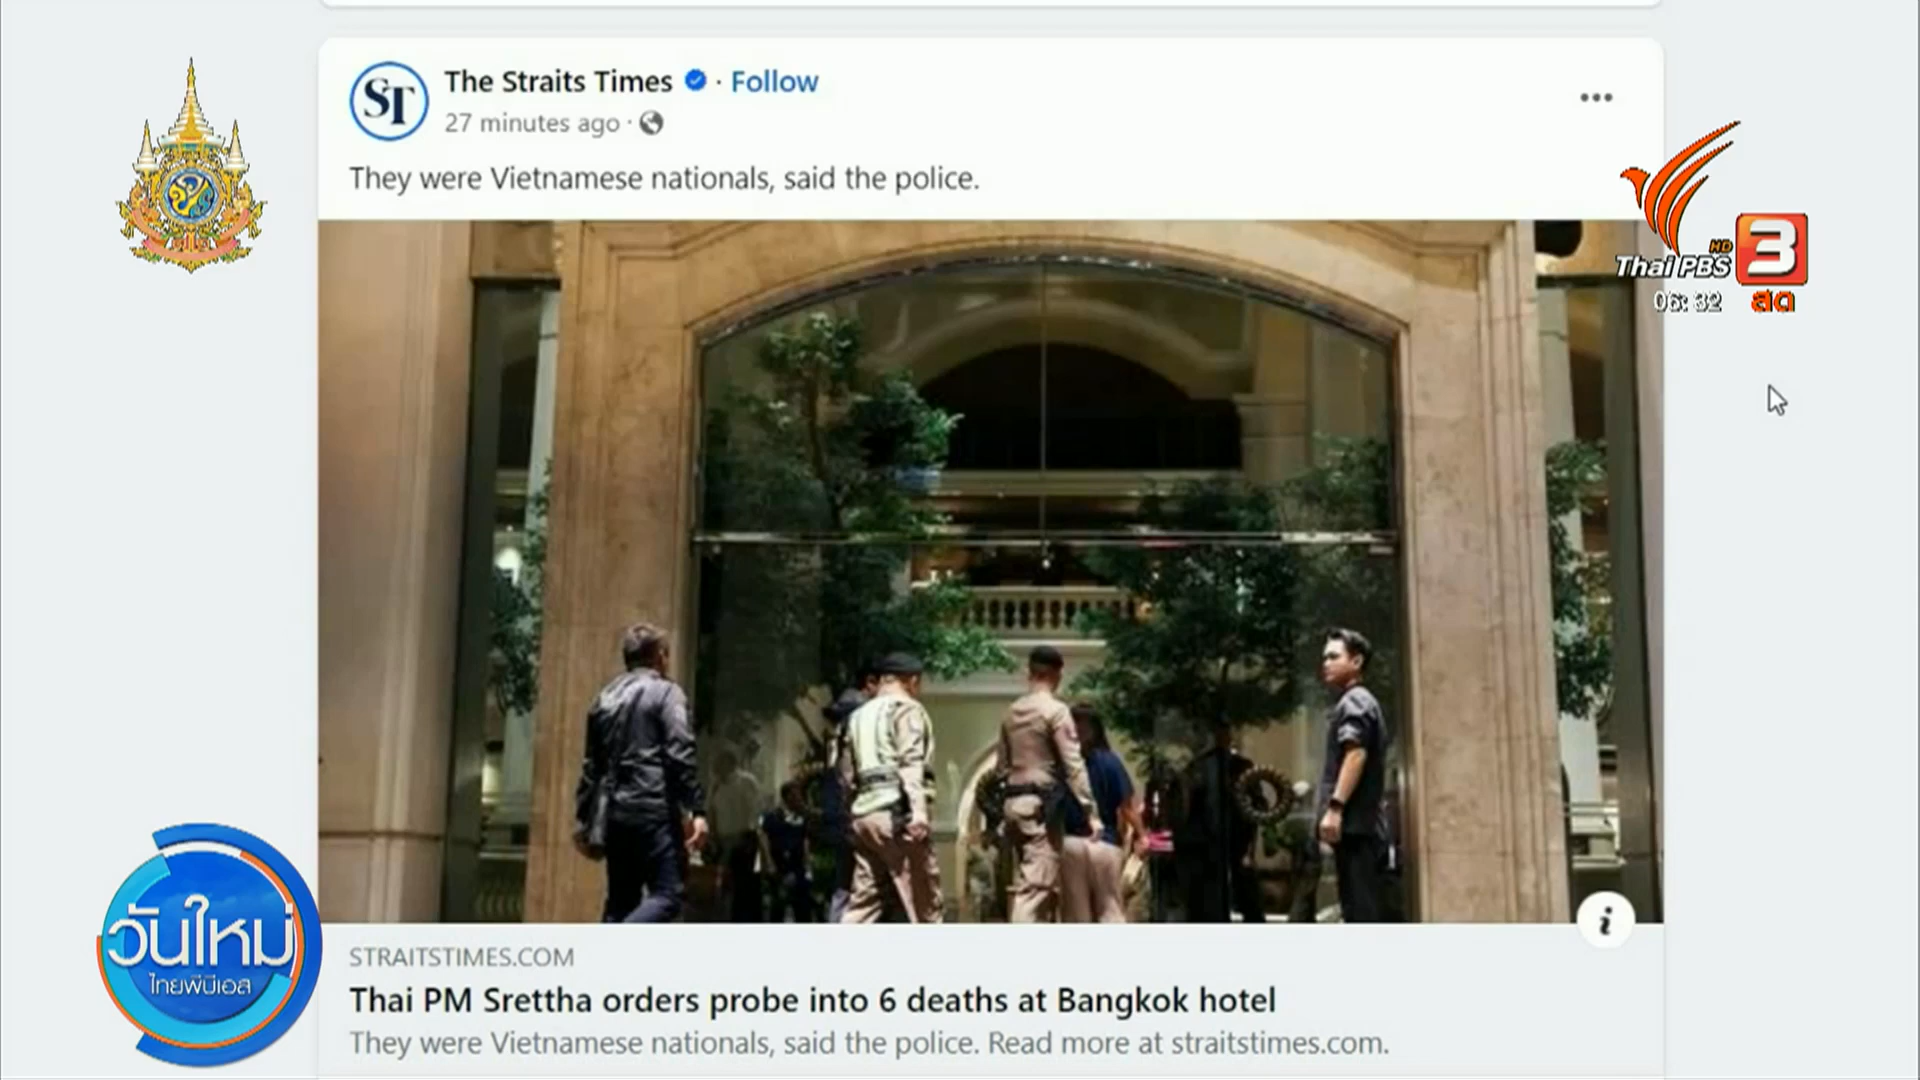 ST
The Straits Times · Follow
27 minutes ago ·
They were Vietnamese nationals, said the police.
HD
Thai PBS 3
06:32 สด
วันใหม่
ไทยพีบีเอส
STRAITSTIMES.COM
Thai PM Srettha orders probe into 6 deaths at Bangkok hotel
They were Vietnamese nationals, said the police. Read more at straitstimes.com.